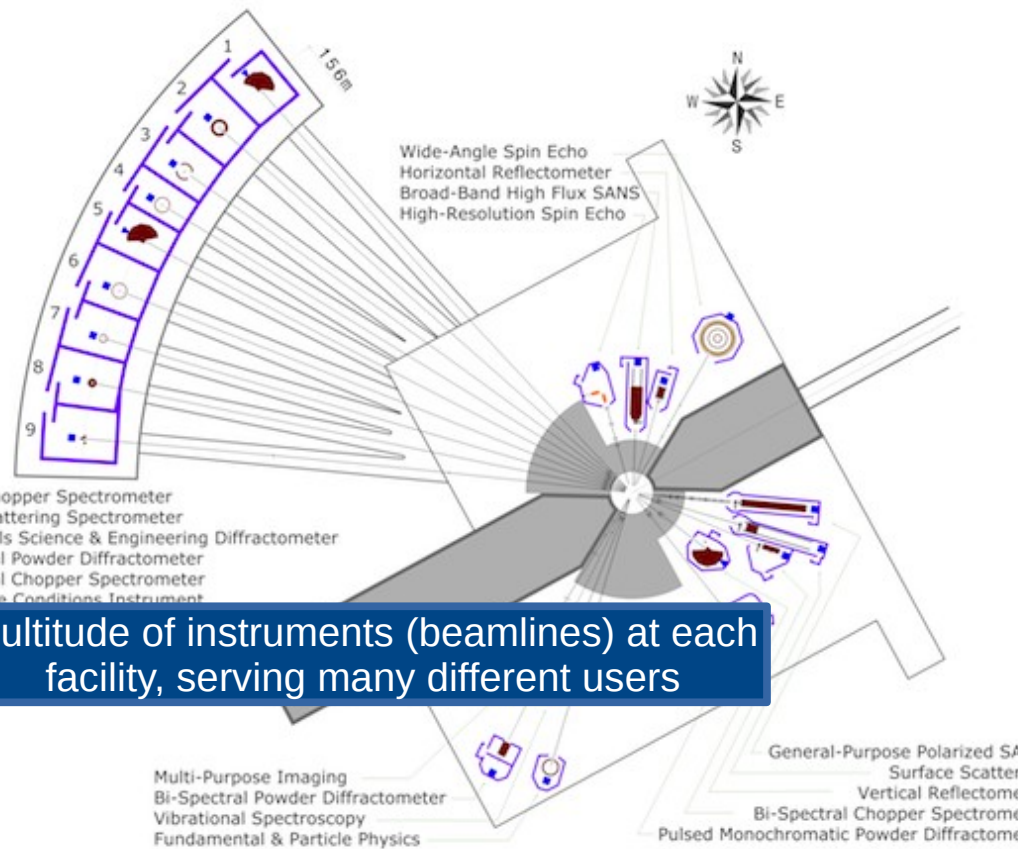 1
156m
2
3
4
5
6
7
8
9
N
W E
S
Wide-Angle Spin Echo
Horizontal Reflectometer
Broad-Band High Flux SANS
High-Resolution Spin Echo
opper Spectrometer
attering Spectrometer
ls Science & Engineering Diffractometer
l Powder Diffractometer
l Chopper Spectrometer
e Conditions Instrument
ultitude of instruments (beamlines) at each
facility, serving many different users
Multi-Purpose Imaging
Bi-Spectral Powder Diffractometer
Vibrational Spectroscopy
Fundamental & Particle Physics
General-Purpose Polarized SA
Surface Scatter
Vertical Reflectome
Bi-Spectral Chopper Spectrome
Pulsed Monochromatic Powder Diffractome